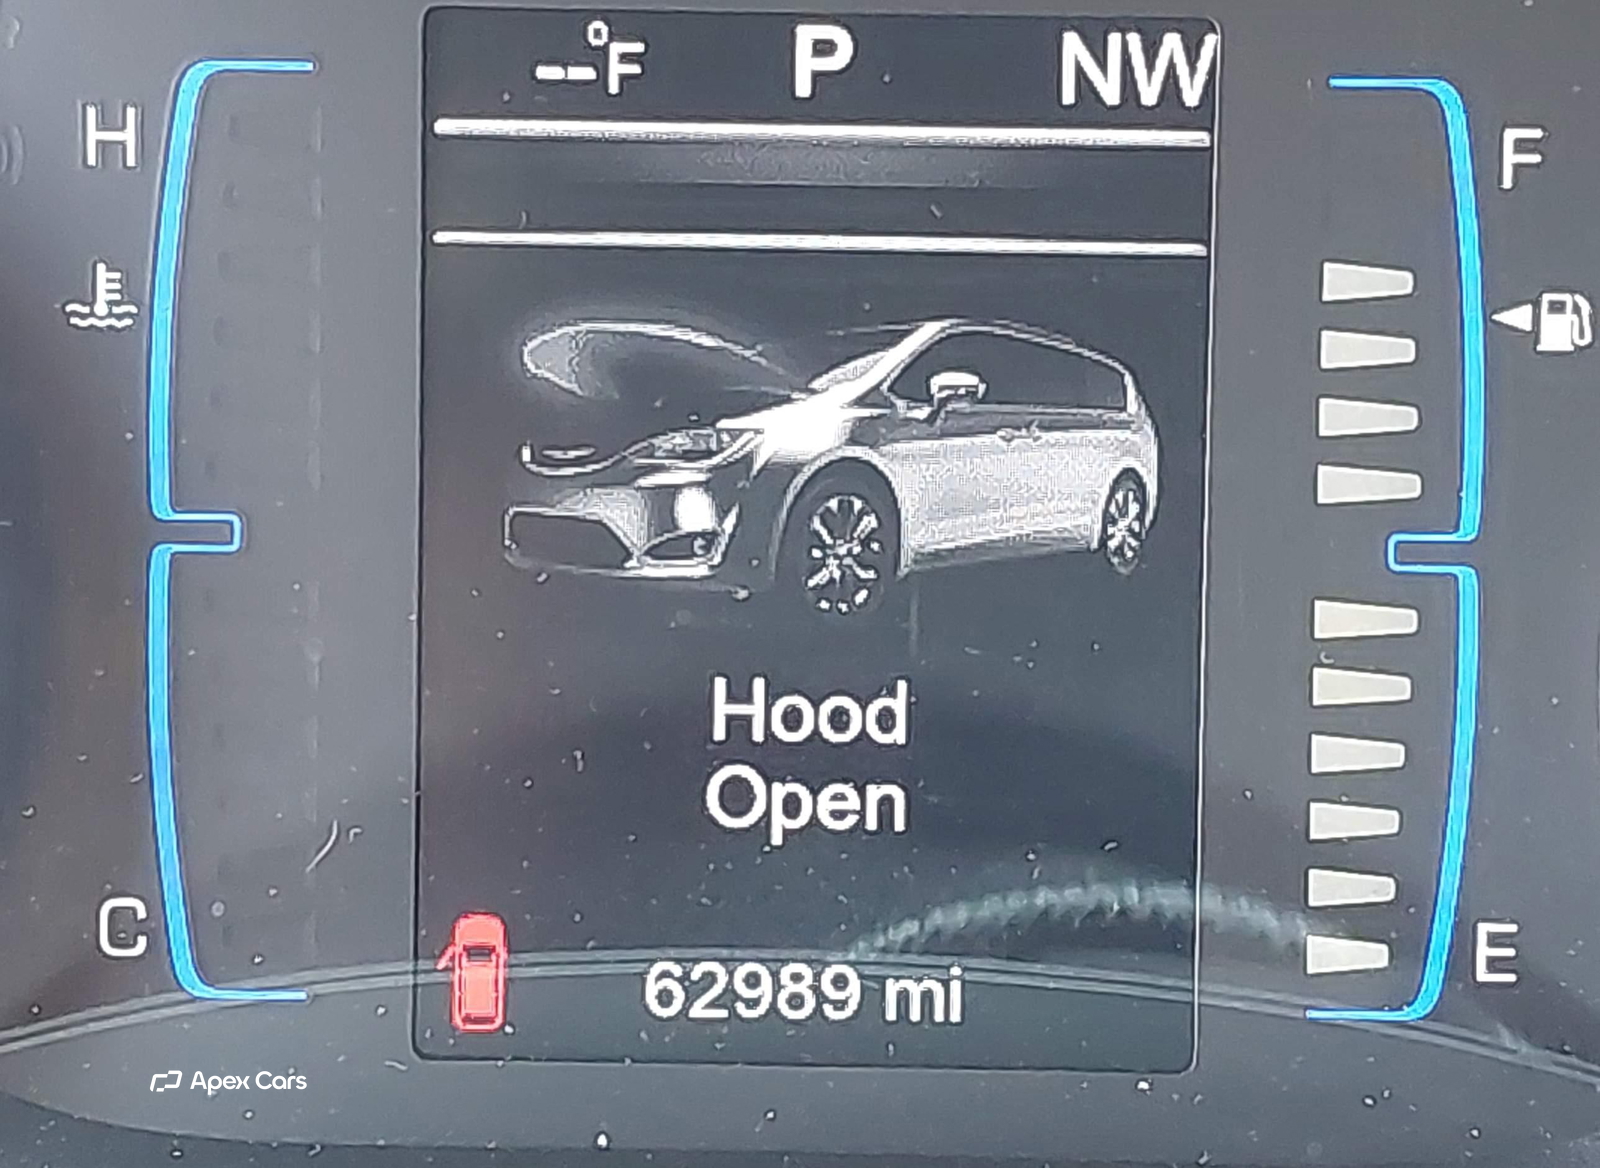 --°F P NW
H
F
Hood
Open
C
E
62989 mi
Apex Cars